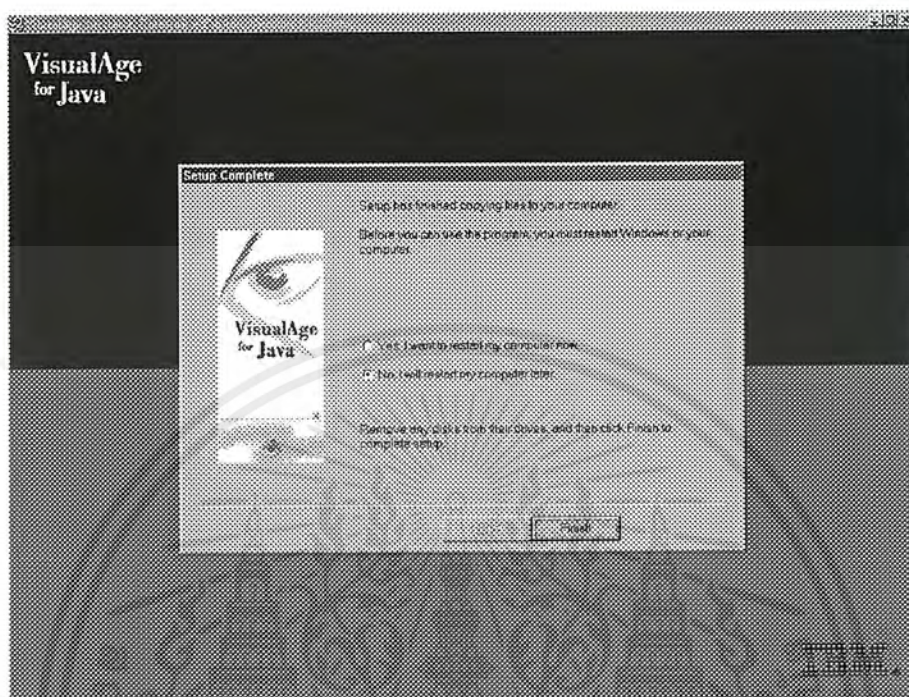 VisualAge
for Java
Setup Complete
Setup has finished copying files to your computer.
Before you can use the program, you must restart Windows or your
computer.
VisualAge
for Java
Yes, I want to restart my computer now.
No, I will restart my computer later.
Remove any disks from their drives, and then click Finish to
complete setup.
Finish
IBM